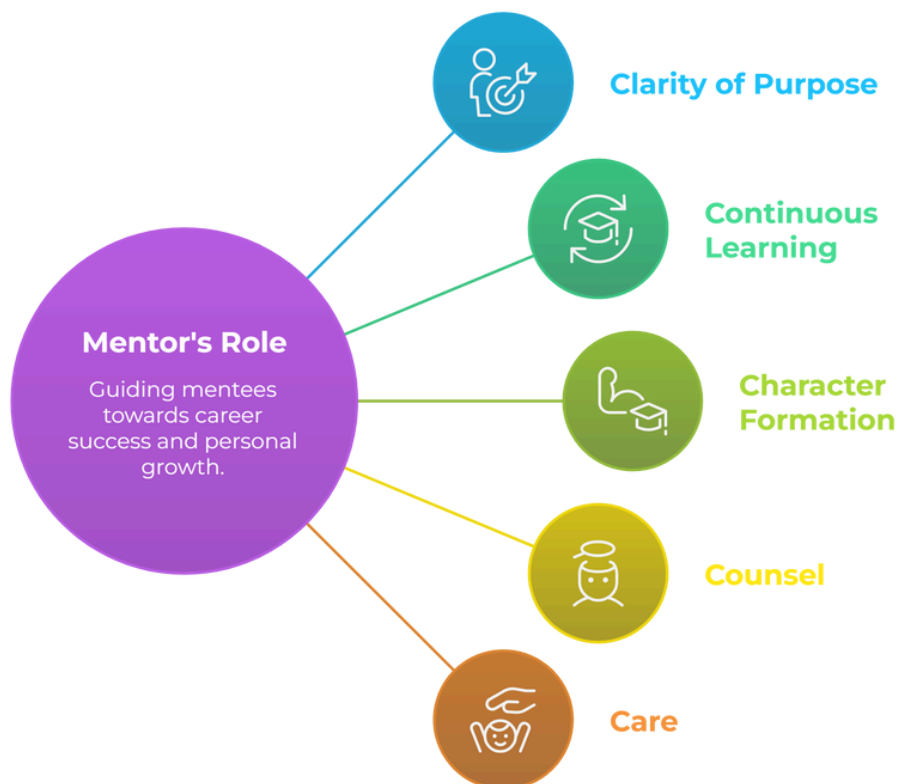 Clarity of Purpose
Continuous
Learning
Mentor's Role
Guiding mentees
towards career
success and personal
growth.
Character
Formation
Counsel
Care